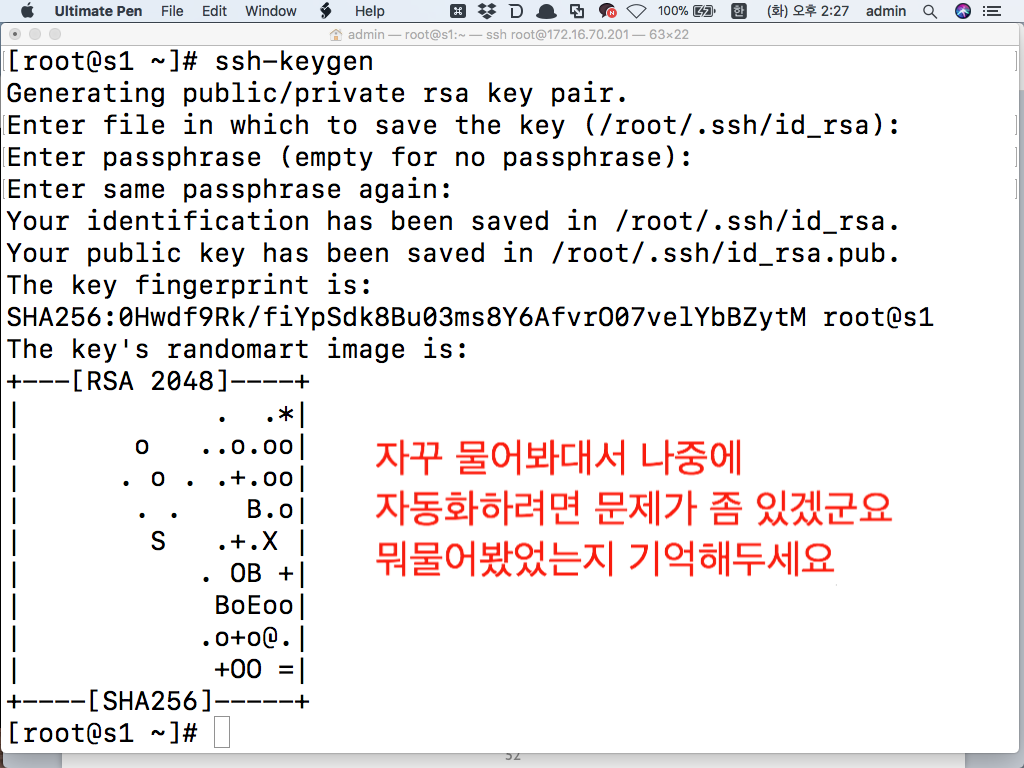 Ultimate Pen File Edit Window Help 100% 한 (화) 오후 2:27 admin
admin — root@s1:~ — ssh root@172.16.70.201 — 63×22
[root@s1 ~]# ssh-keygen
Generating public/private rsa key pair.
Enter file in which to save the key (/root/.ssh/id_rsa):
Enter passphrase (empty for no passphrase):
Enter same passphrase again:
Your identification has been saved in /root/.ssh/id_rsa.
Your public key has been saved in /root/.ssh/id_rsa.pub.
The key fingerprint is:
SHA256:0Hwdf9Rk/fiYpSdk8Bu03ms8Y6AfvrO07velYbBZytM root@s1
The key's randomart image is:
+---[RSA 2048]----+
|             .  .*|
|        o   ..o.oo|
|       . o . .+.oo|
|        . .    B.o|
|         S   .+.X |
|            . OB +|
|             BoEoo|
|            .o+o@.|
|             +OO =|
+----[SHA256]-----+
[root@s1 ~]#
자꾸 물어봐대서 나중에
자동화하려면 문제가 좀 있겠군요
뭐물어봤었는지 기억해두세요
52